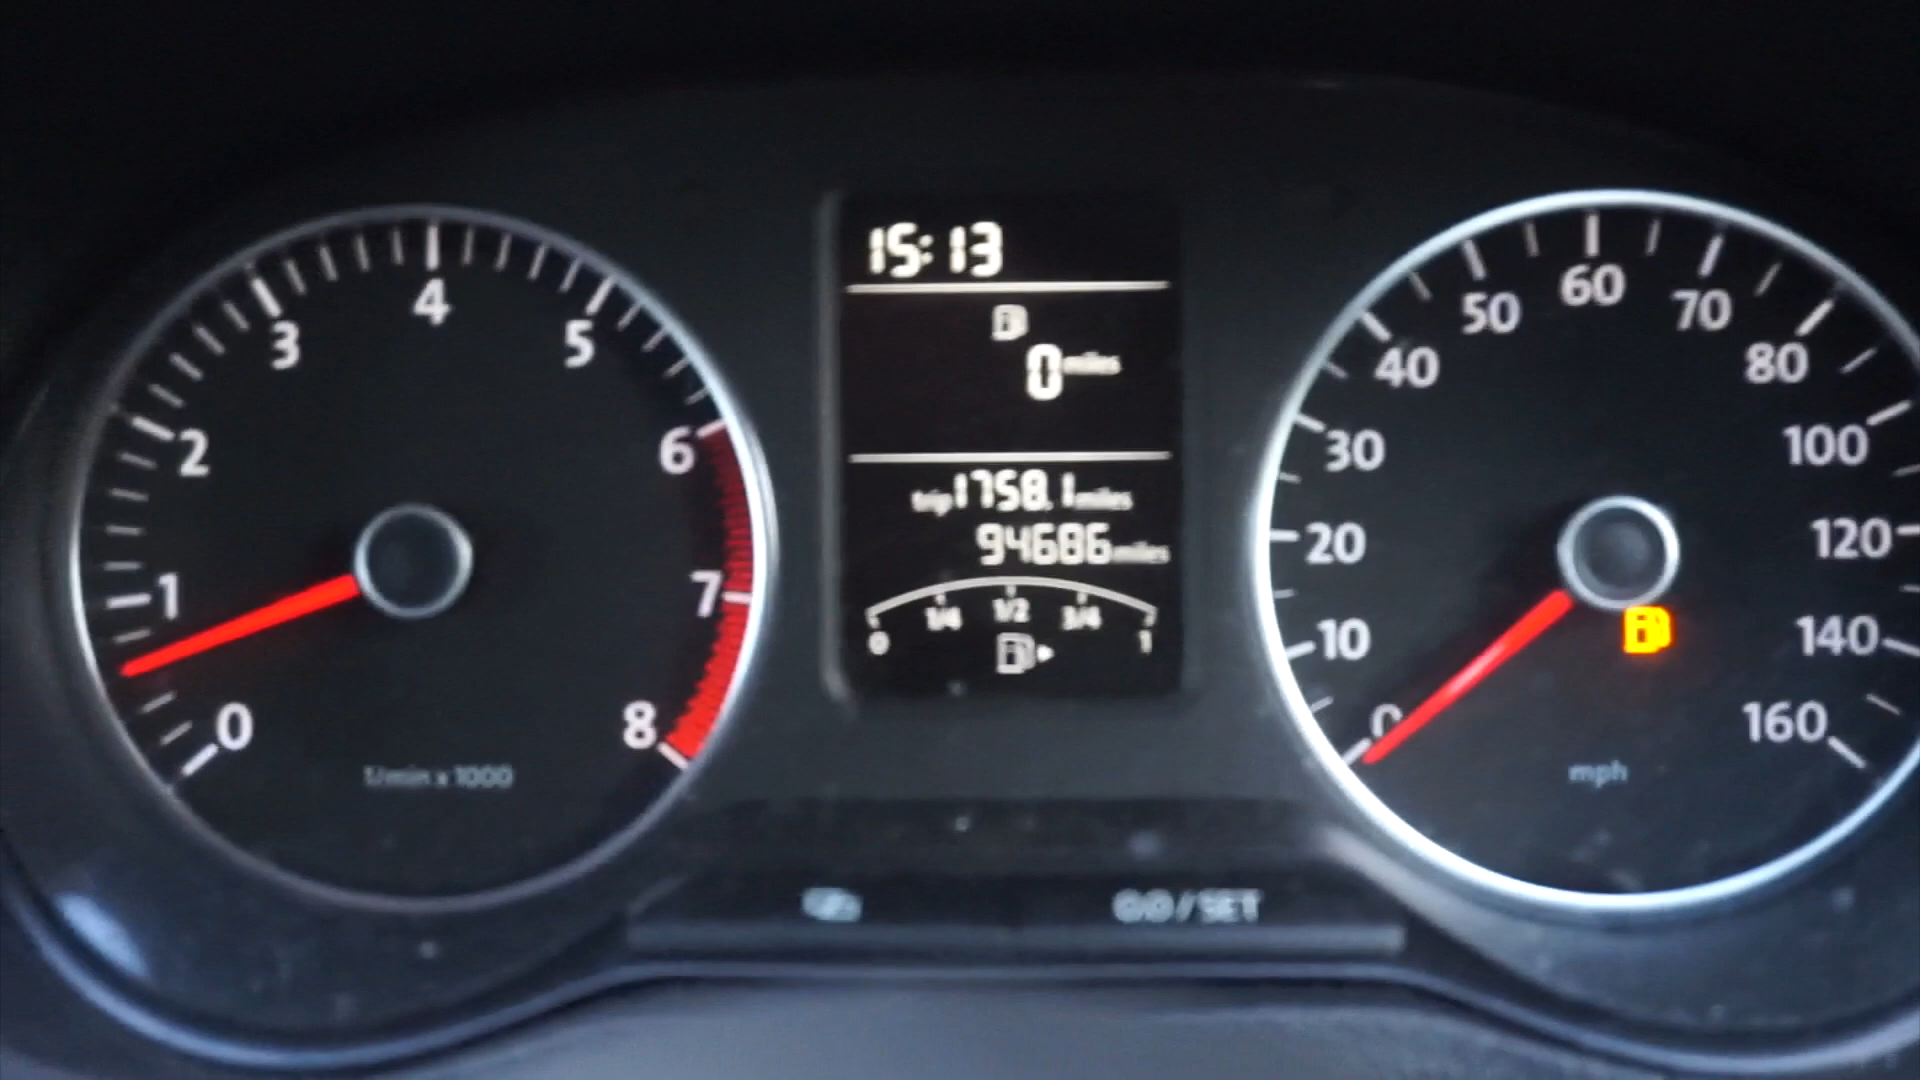 15:13
0 miles
trip 1758.1 miles
94686 miles
0 1/4 1/2 3/4 1
0 1 2 3 4 5 6 7 8
1/min x 1000
0 10 20 30 40 50 60 70 80 100 120 140 160
mph
0.0 / SET